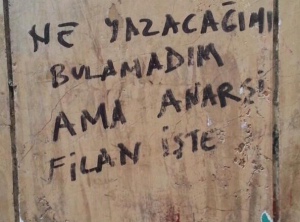 NE YAZACAĞIMI
BULAMADIM
AMA ANARŞİ
FİLAN İŞTE